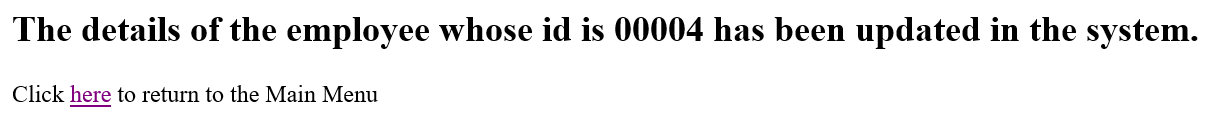 The details of the employee whose id is 00004 has been updated in the system.
Click here to return to the Main Menu